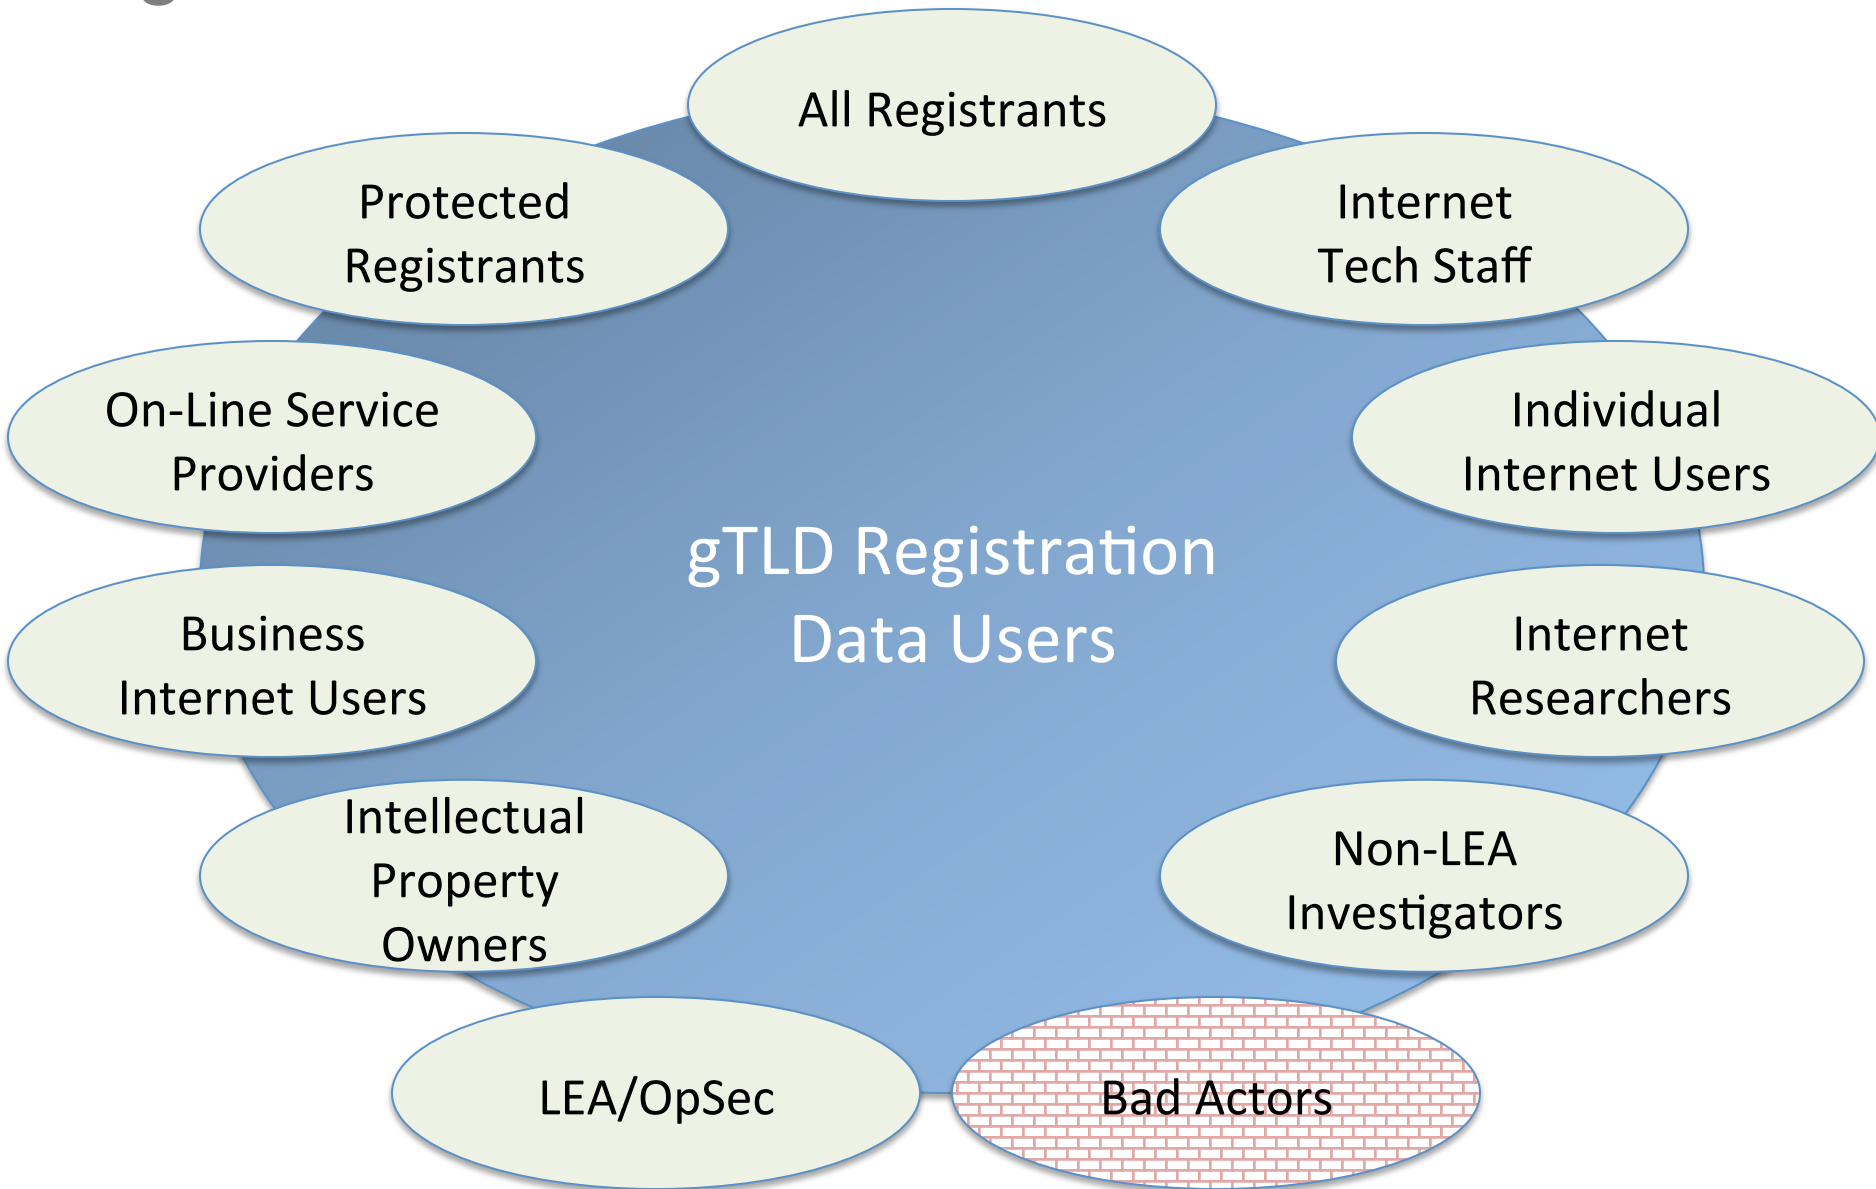 All Registrants
Protected
Registrants
Internet
Tech Staff
On-Line Service
Providers
Individual
Internet Users
gTLD Registration
Data Users
Business
Internet Users
Internet
Researchers
Intellectual
Property
Owners
Non-LEA
Investigators
LEA/OpSec
Bad Actors